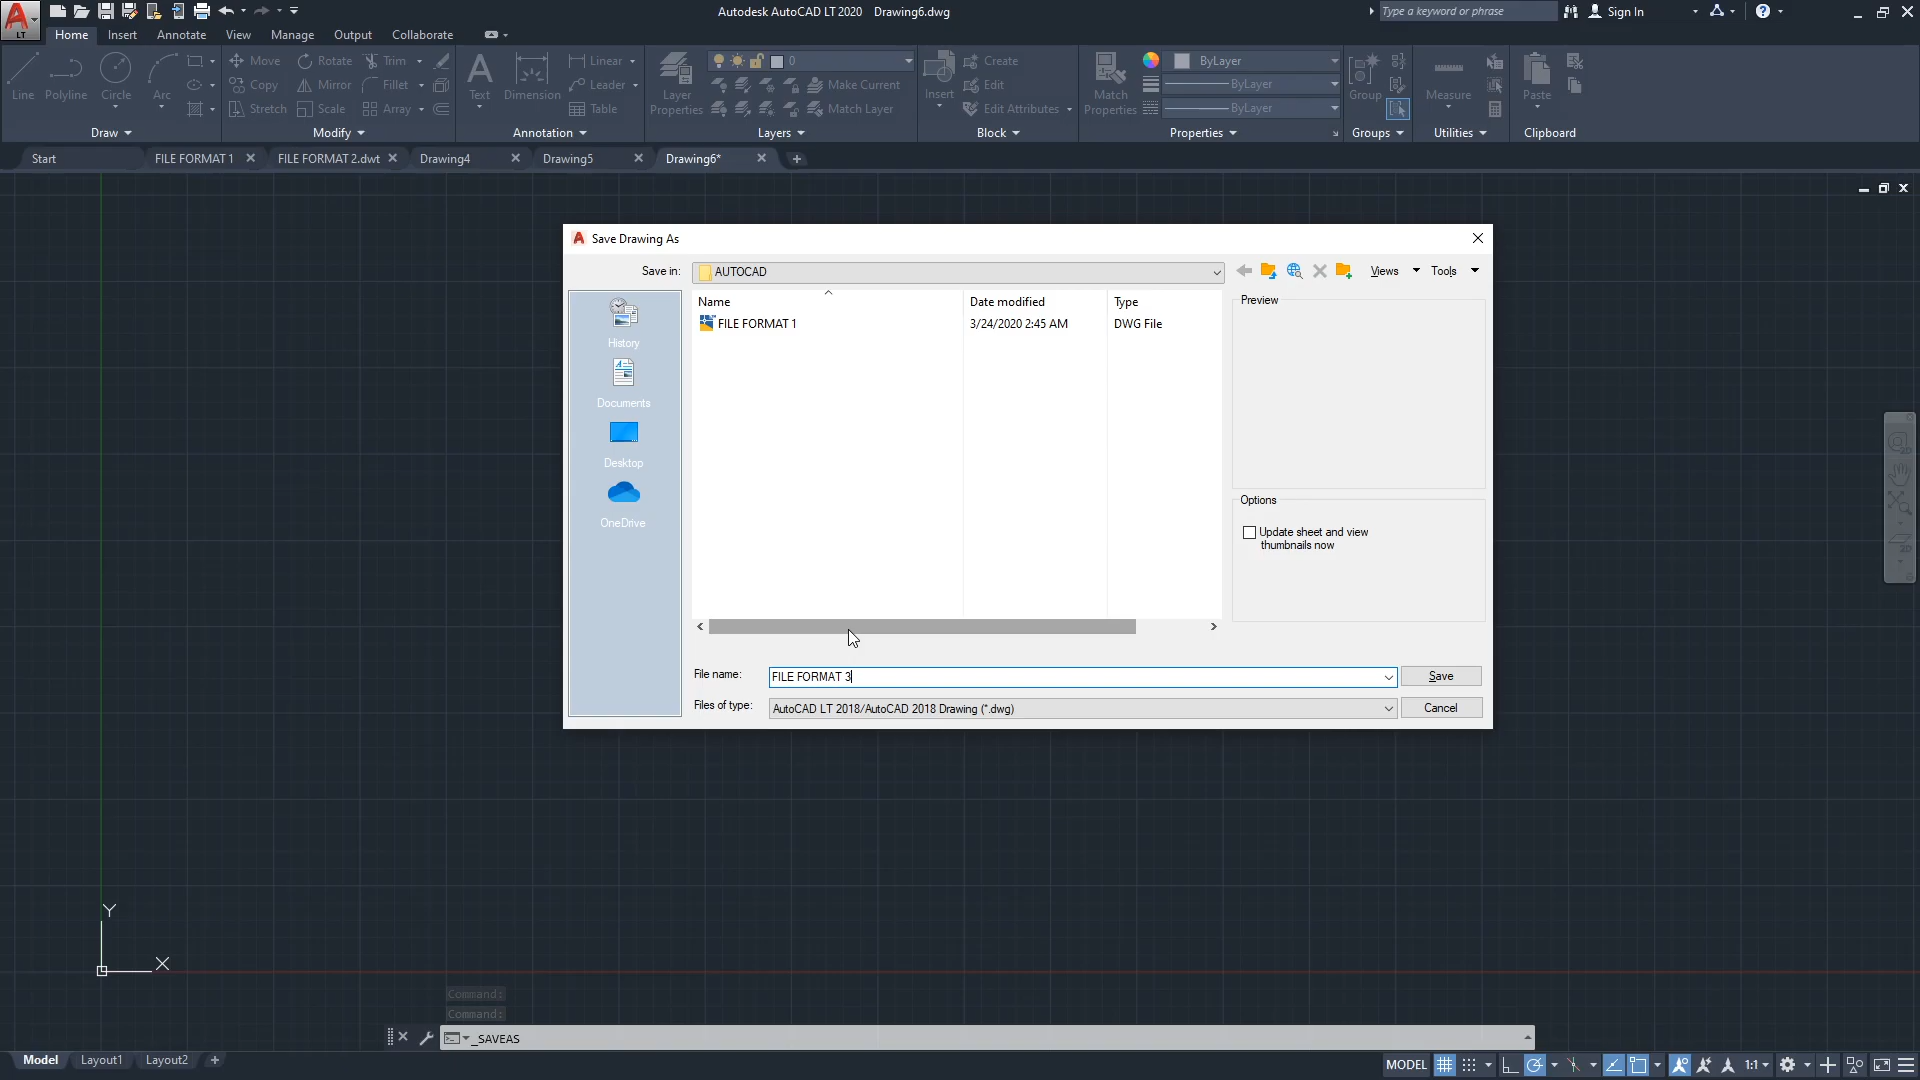 LT
Autodesk AutoCAD LT 2020 Drawing6.dwg
Type a keyword or phrase
Sign In
Home Insert Annotate View Manage Output Collaborate
Line
Polyline
Circle
Arc
Draw
Move Rotate Trim
Copy Mirror Fillet
Stretch Scale Array
Modify
Text
Dimension
Linear
Leader
Table
Annotation
Layer
Properties
0
Make Current
Match Layer
Layers
Insert
Create
Edit
Edit Attributes
Block
Match
Properties
ByLayer
ByLayer
ByLayer
Properties
Group
Groups
Measure
Utilities
Paste
Clipboard
Start FILE FORMAT 1 FILE FORMAT 2.dwt Drawing4 Drawing5 Drawing6*
Save Drawing As
Save in: AUTOCAD
Views Tools
History
Documents
Desktop
OneDrive
Name Date modified Type
FILE FORMAT 1 3/24/2020 2:45 AM DWG File
Preview
Options
Update sheet and view
thumbnails now
File name: FILE FORMAT 3
Save
Files of type: AutoCAD LT 2018/AutoCAD 2018 Drawing (*.dwg)
Cancel
2D
2D
Y
X
Command:
Command:
_SAVEAS
Model Layout1 Layout2
MODEL
1:1